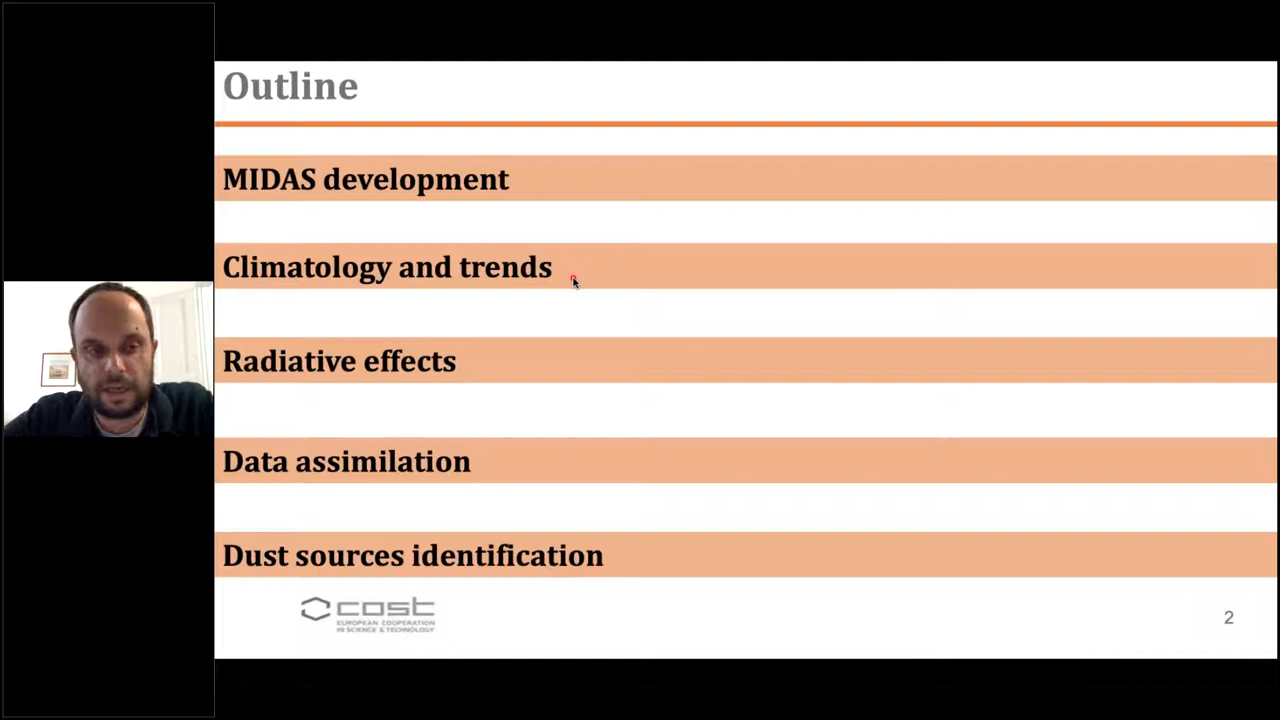 Outline
MIDAS development
Climatology and trends
Radiative effects
Data assimilation
Dust sources identification
cost
EUROPEAN COOPERATION
IN SCIENCE & TECHNOLOGY
2